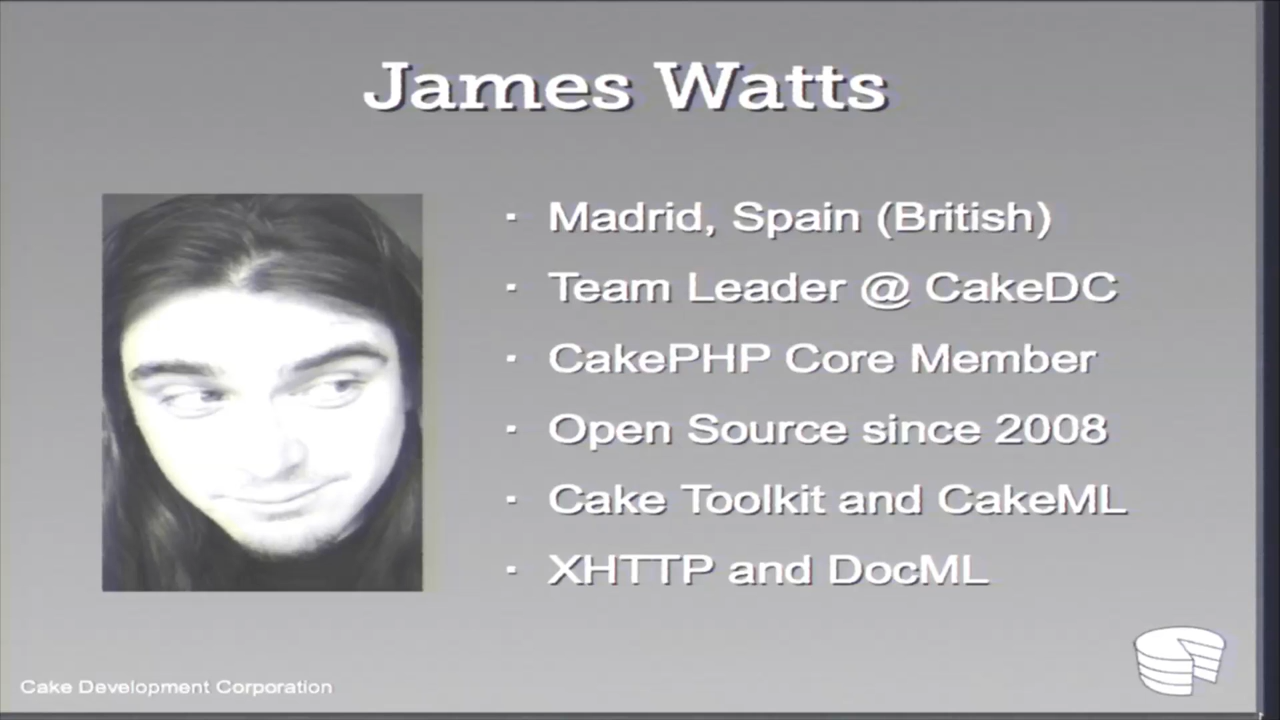 James Watts
· Madrid, Spain (British)
· Team Leader @ CakeDC
· CakePHP Core Member
· Open Source since 2008
· Cake Toolkit and CakeML
· XHTTP and DocML
Cake Development Corporation